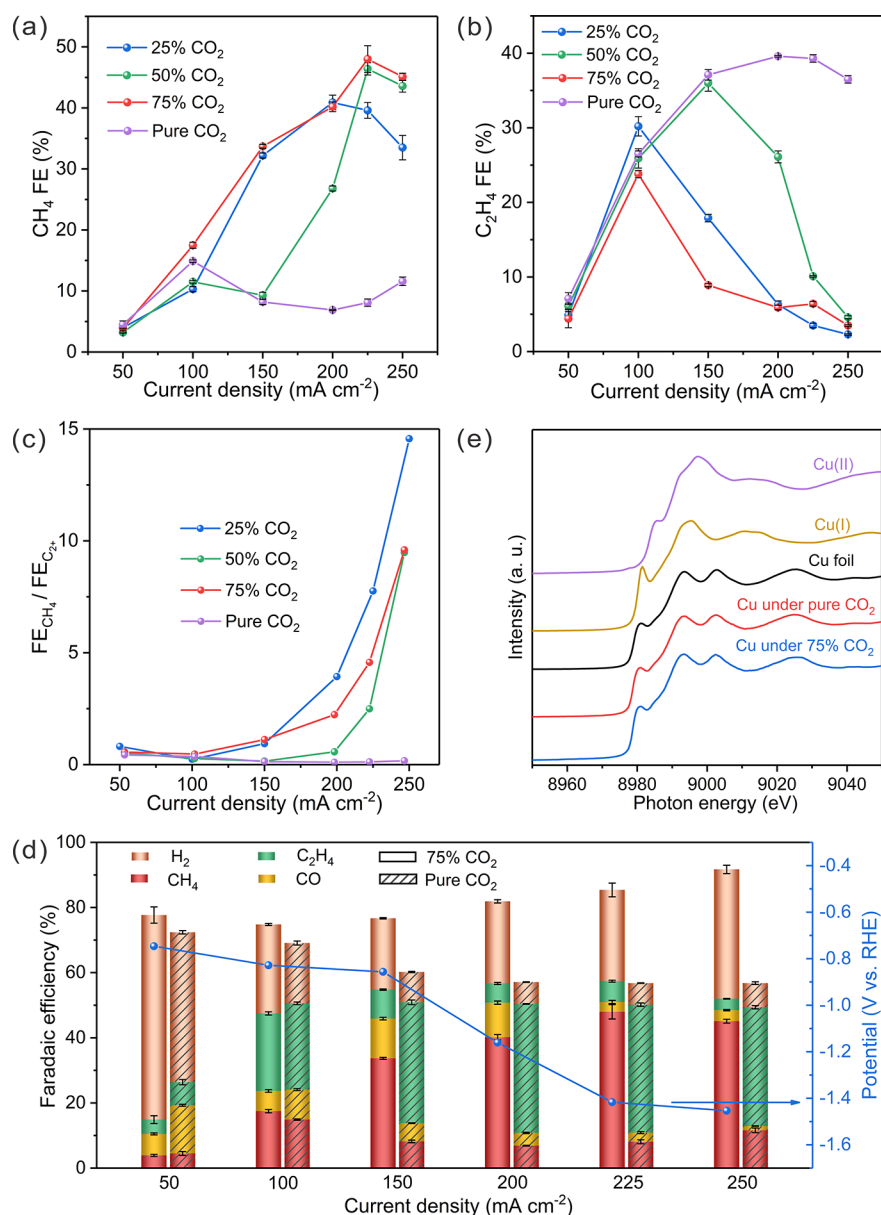 (a)
50
40
30
20
10
0
CH₄ FE (%)
25% CO₂
50% CO₂
75% CO₂
Pure CO₂
50 100 150 200 250
Current density (mA cm⁻²)
(b)
40
30
20
10
0
C₂H₄ FE (%)
25% CO₂
50% CO₂
75% CO₂
Pure CO₂
50 100 150 200 250
Current density (mA cm⁻²)
(c)
15
10
5
0
FE_CH₄ / FE_C₂₊
25% CO₂
50% CO₂
75% CO₂
Pure CO₂
50 100 150 200 250
Current density (mA cm⁻²)
(e)
Intensity (a. u.)
Cu(II)
Cu(I)
Cu foil
Cu under pure CO₂
Cu under 75% CO₂
8960 8980 9000 9020 9040
Photon energy (eV)
(d)
100
80
60
40
20
0
Faradaic efficiency (%)
H₂ C₂H₄ 75% CO₂
CH₄ CO Pure CO₂
-0.4
-0.6
-0.8
-1.0
-1.2
-1.4
-1.6
Potential (V vs. RHE)
50 100 150 200 225 250
Current density (mA cm⁻²)